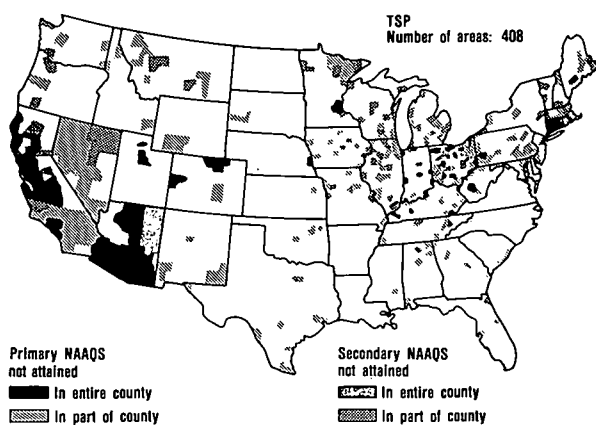 TSP
Number of areas: 408
Primary NAAQS
not attained
In entire county
In part of county
Secondary NAAQS
not attained
In entire county
In part of county